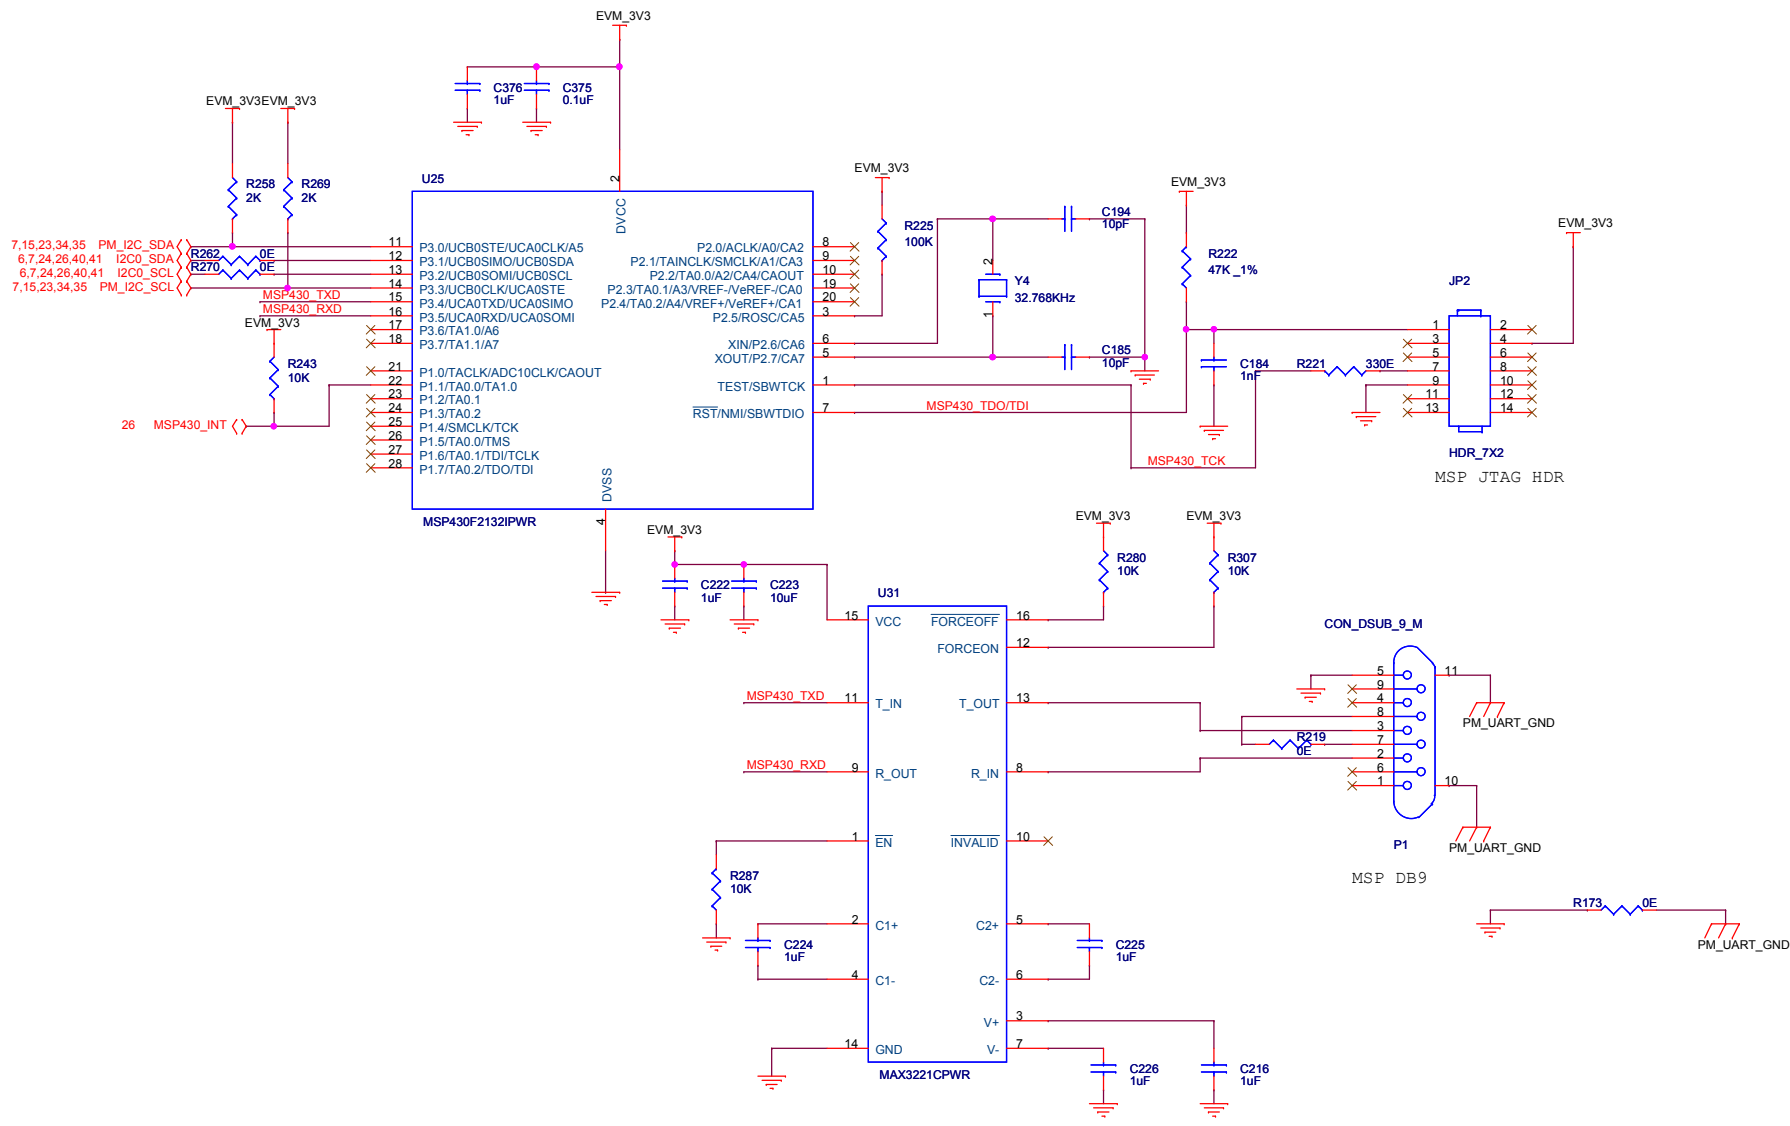 EVM_3V3
C376
1uF
C375
0.1uF
EVM_3V3
EVM_3V3
R258
2K
R269
2K
U25
2
DVCC
7,15,23,34,35 PM_I2C_SDA
6,7,24,26,40,41 I2C0_SDA
6,7,24,26,40,41 I2C0_SCL
7,15,23,34,35 PM_I2C_SCL
R262 0E
R270 0E
MSP430_TXD
MSP430_RXD
EVM_3V3
R243
10K
26 MSP430_INT
11 P3.0/UCB0STE/UCA0CLK/A5
12 P3.1/UCB0SIMO/UCB0SDA
13 P3.2/UCB0SOMI/UCB0SCL
14 P3.3/UCB0CLK/UCA0STE
15 P3.4/UCA0TXD/UCA0SIMO
16 P3.5/UCA0RXD/UCA0SOMI
17 P3.6/TA1.0/A6
18 P3.7/TA1.1/A7
21 P1.0/TACLK/ADC10CLK/CAOUT
22 P1.1/TA0.0/TA1.0
23 P1.2/TA0.1
24 P1.3/TA0.2
25 P1.4/SMCLK/TCK
26 P1.5/TA0.0/TMS
27 P1.6/TA0.1/TDI/TCLK
28 P1.7/TA0.2/TDO/TDI
P2.0/ACLK/A0/CA2 8
P2.1/TAINCLK/SMCLK/A1/CA3 9
P2.2/TA0.0/A2/CA4/CAOUT 10
P2.3/TA0.1/A3/VREF-/VeREF-/CA0 19
P2.4/TA0.2/A4/VREF+/VeREF+/CA1 20
P2.5/ROSC/CA5 3
XIN/P2.6/CA6 6
XOUT/P2.7/CA7 5
TEST/SBWTCK 1
RST/NMI/SBWTDIO 7
DVSS
4
MSP430F2132IPWR
EVM_3V3
R225
100K
C194
10pF
2
Y4
32.768KHz
1
C185
10pF
EVM_3V3
R222
47K _1%
C184
1nF
MSP430_TDO/TDI
MSP430_TCK
R221 330E
EVM_3V3
JP2
1 2
3 4
5 6
7 8
9 10
11 12
13 14
HDR_7X2
MSP JTAG HDR
EVM_3V3
C222
1uF
C223
10uF
U31
EVM_3V3
R280
10K
EVM_3V3
R307
10K
15 VCC
FORCEOFF 16
FORCEON 12
MSP430_TXD 11 T_IN
T_OUT 13
MSP430_RXD 9 R_OUT
R_IN 8
1 EN
INVALID 10
R287
10K
2 C1+
C224
1uF
4 C1-
C2+ 5
C225
1uF
C2- 6
V+ 3
14 GND
V- 7
MAX3221CPWR
C226
1uF
C216
1uF
CON_DSUB_9_M
5
9
4
8
3
7
2
6
1
11
10
R219
0E
PM_UART_GND
PM_UART_GND
P1
MSP DB9
R173 0E
PM_UART_GND